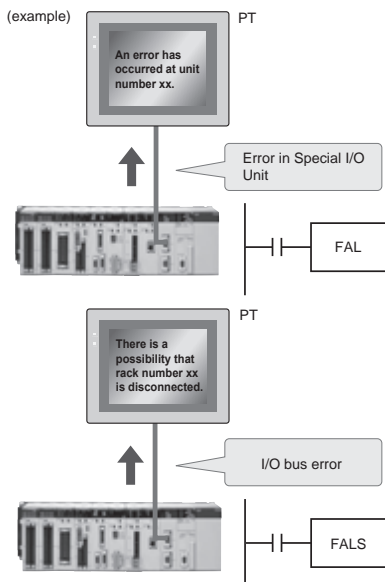 (example)
PT
An error has
occurred at unit
number xx.
Error in Special I/O
Unit
FAL
PT
There is a
possibility that
rack number xx
is disconnected.
I/O bus error
FALS